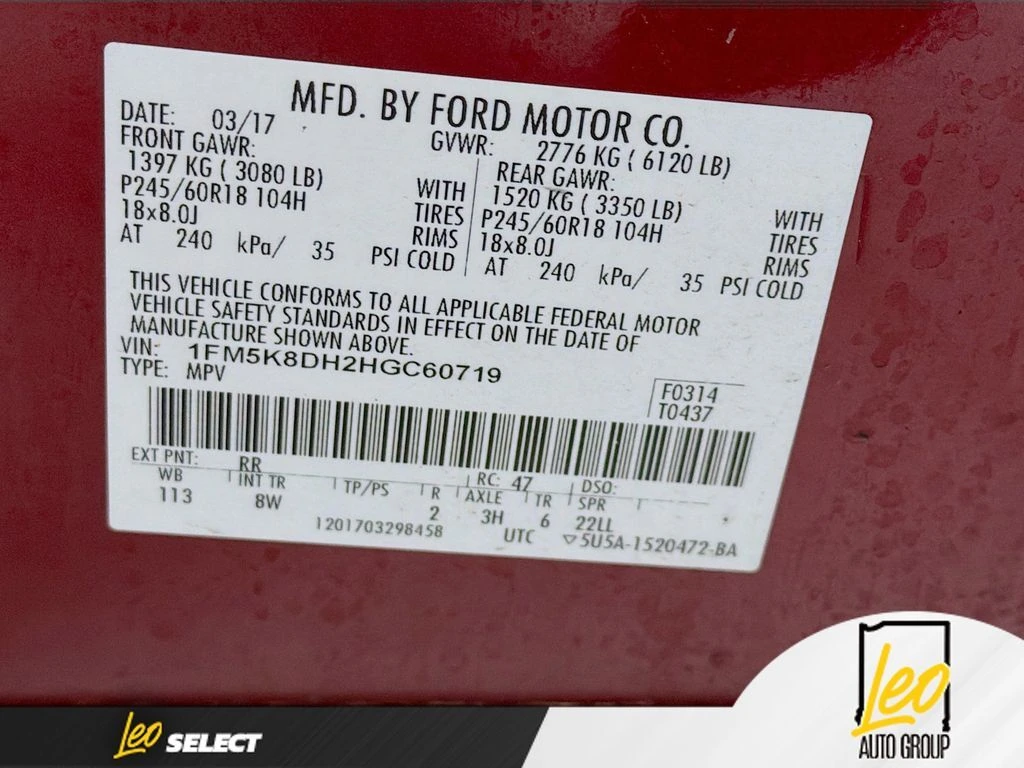 MFD. BY FORD MOTOR CO.
DATE: 03/17 GVWR: 2776 KG ( 6120 LB)
FRONT GAWR: REAR GAWR:
1397 KG ( 3080 LB) WITH 1520 KG ( 3350 LB) WITH
P245/60R18 104H TIRES P245/60R18 104H TIRES
18x8.0J RIMS 18x8.0J RIMS
AT 240 kPa/ 35 PSI COLD AT 240 kPa/ 35 PSI COLD
THIS VEHICLE CONFORMS TO ALL APPLICABLE FEDERAL MOTOR
VEHICLE SAFETY STANDARDS IN EFFECT ON THE DATE OF
MANUFACTURE SHOWN ABOVE.
VIN: 1FM5K8DH2HGC60719
TYPE: MPV
F0314
T0437
EXT PNT: RR RC: 47 DSO:
WB INT TR TP/PS R AXLE TR SPR
113 8W 2 3H 6 22LL
1201703298458 UTC ▽5U5A-1520472-BA
Leo SELECT
Leo
AUTO GROUP